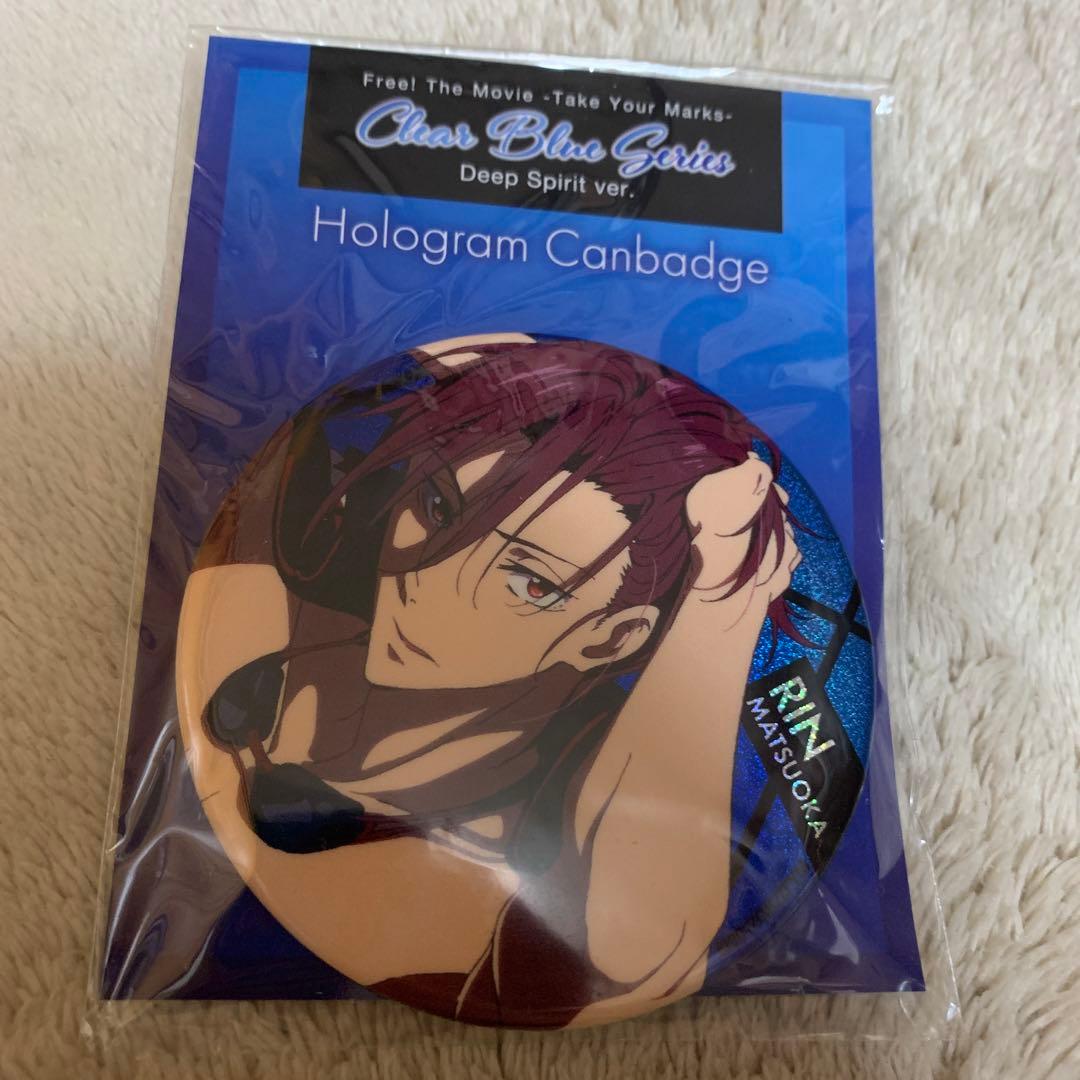 Free! The Movie -Take Your Marks-
Clear Blue Series
Deep Spirit ver.
Hologram Canbadge
RIN
MATSUOKA